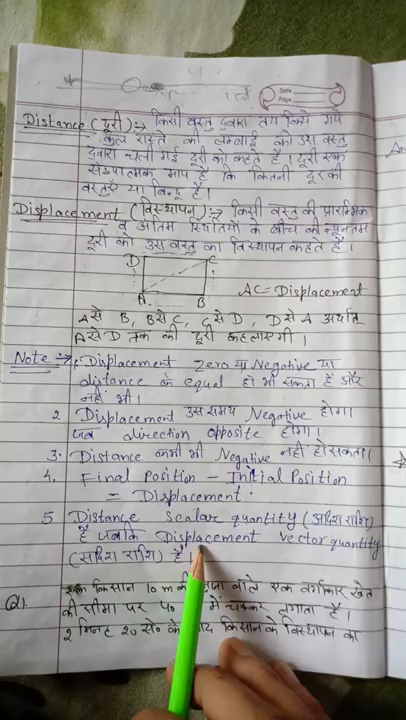 Date
Page
Distance (दूरी) :→ किसी वस्तु द्वारा तय किये गये
कुल रास्ते की लम्बाई को उस वस्तु
द्वारा चली गई दूरी को कहते हैं। दूरी एक
माप है कि कितनी दूर की
वस्तुएं या बिन्दू है।
Displacement (विस्थापन) :→ किसी वस्तु की प्रारम्भिक
व अंतिम स्थितियों के बीच की न्यूनतम
दूरी को उस वस्तु का विस्थापन कहते हैं।
D C
A B
AC = Displacement
A से B, B से C, C से D, D से A अर्थात
A से D तक की दूरी कहलाएगी।
Note :→ 1. Displacement Zero या Negative या
distance के equal हो भी सकता है और
नहीं भी।
2. Displacement उस समय Negative होगा
जब direction opposite होगा।
3. Distance कभी भी Negative नहीं हो सकता।
4. Final Position – Initial Position
= Displacement.
5 Distance Scalar quantity (अदिश राशि)
है जबकि Displacement vector quantity
(सदिश राशि) है।
Q1. एक किसान 10 m की भुजा वाले एक वर्गाकार खेत
की सीमा पर 40 में चक्कर लगाता है।
2 मिनट 20 से० के बाद किसान के विस्थापन का